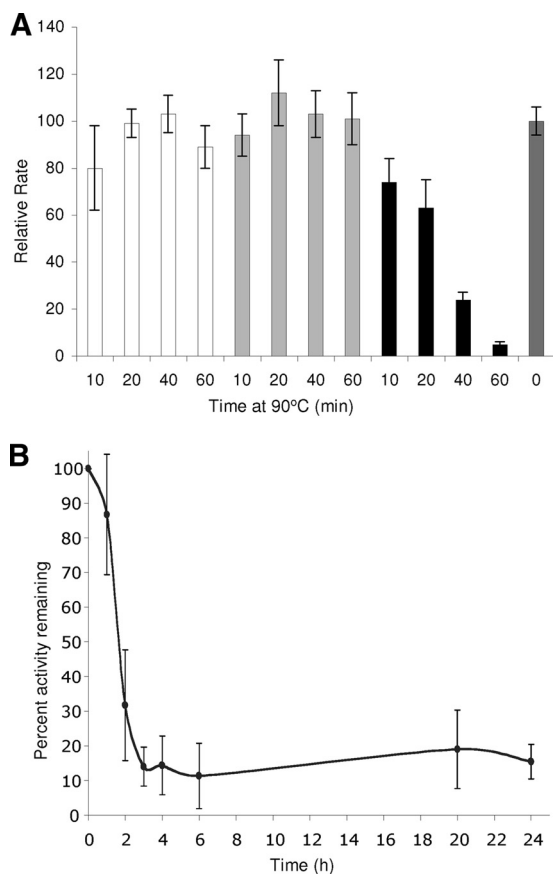 A
140
120
100
80
60
40
20
0
Relative Rate
10 20 40 60 10 20 40 60 10 20 40 60 0
Time at 90ºC (min)
B
100
90
80
70
60
50
40
30
20
10
0
Percent activity remaining
0 2 4 6 8 10 12 14 16 18 20 22 24
Time (h)